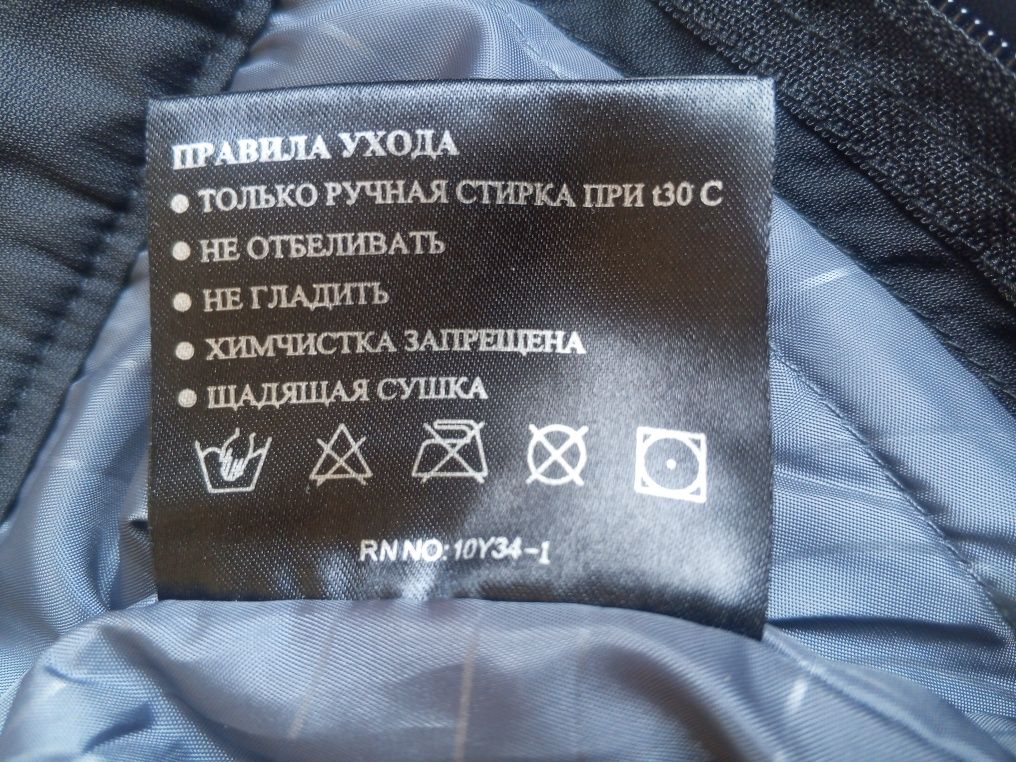 ПРАВИЛА УХОДА
● ТОЛЬКО РУЧНАЯ СТИРКА ПРИ t30 C
● НЕ ОТБЕЛИВАТЬ
● НЕ ГЛАДИТЬ
● ХИМЧИСТКА ЗАПРЕЩЕНА
● ЩАДЯЩАЯ СУШКА
RN NO: 10Y34-1